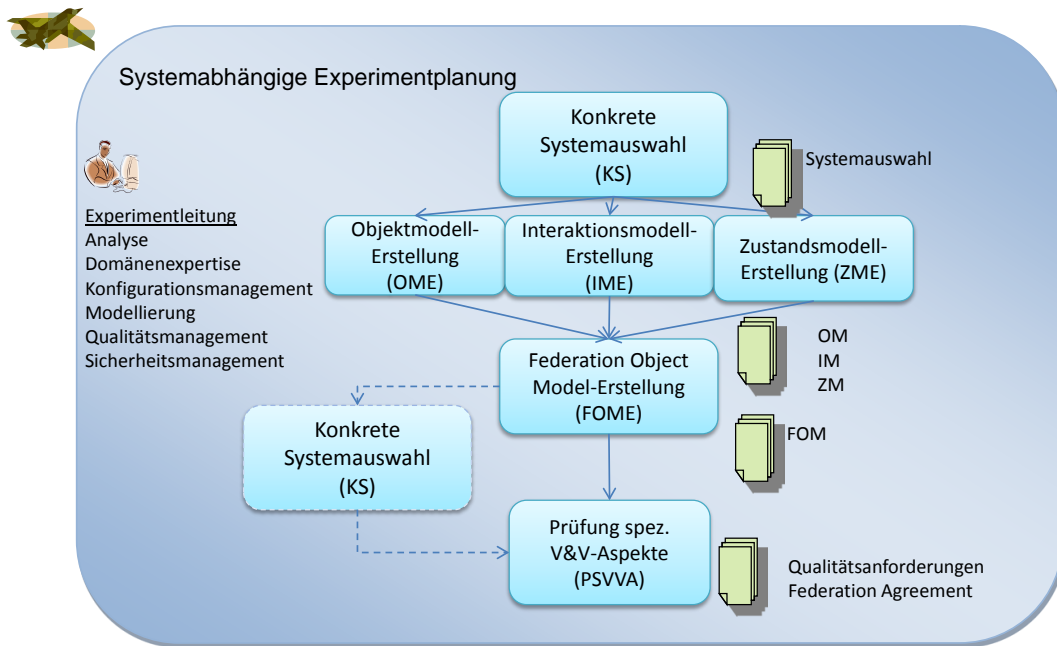 Systemabhängige Experimentplanung
Konkrete
Systemauswahl
(KS)
Systemauswahl
Experimentleitung
Analyse
Domänenexpertise
Konfigurationsmanagement
Modellierung
Qualitätsmanagement
Sicherheitsmanagement
Objektmodell-
Erstellung
(OME)
Interaktionsmodell-
Erstellung
(IME)
Zustandsmodell-
Erstellung (ZME)
OM
IM
ZM
Federation Object
Model-Erstellung
(FOME)
FOM
Konkrete
Systemauswahl
(KS)
Prüfung spez.
V&V-Aspekte
(PSVVA)
Qualitätsanforderungen
Federation Agreement